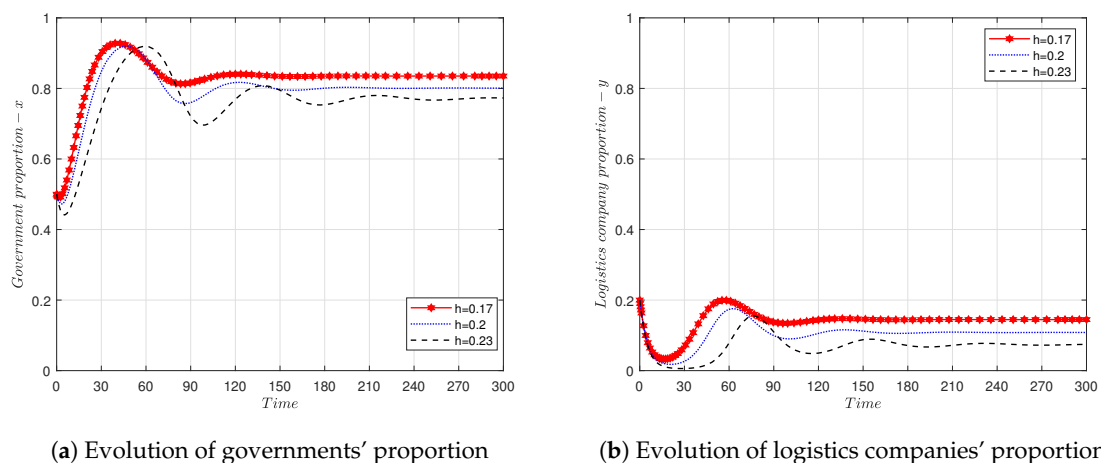 1
0.8
0.6
0.4
0.2
0
Government proportion - x
h=0.17
h=0.2
h=0.23
0 30 60 90 120 150 180 210 240 270 300
Time
(a) Evolution of governments' proportion
1
0.8
0.6
0.4
0.2
0
Logistics company proportion - y
h=0.17
h=0.2
h=0.23
0 30 60 90 120 150 180 210 240 270 300
Time
(b) Evolution of logistics companies' proportion